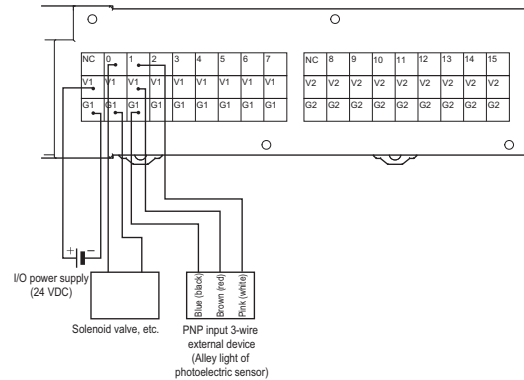 NC 0 1 2 3 4 5 6 7 NC 8 9 10 11 12 13 14 15
V1 V1 V1 V1 V1 V1 V1 V1 V1 V2 V2 V2 V2 V2 V2 V2 V2 V2
G1 G1 G1 G1 G1 G1 G1 G1 G1 G2 G2 G2 G2 G2 G2 G2 G2 G2
+ −
I/O power supply
(24 VDC)
Solenoid valve, etc.
Blue (black)
Brown (red)
Pink (white)
PNP input 3-wire
external device
(Alley light of
photoelectric sensor)